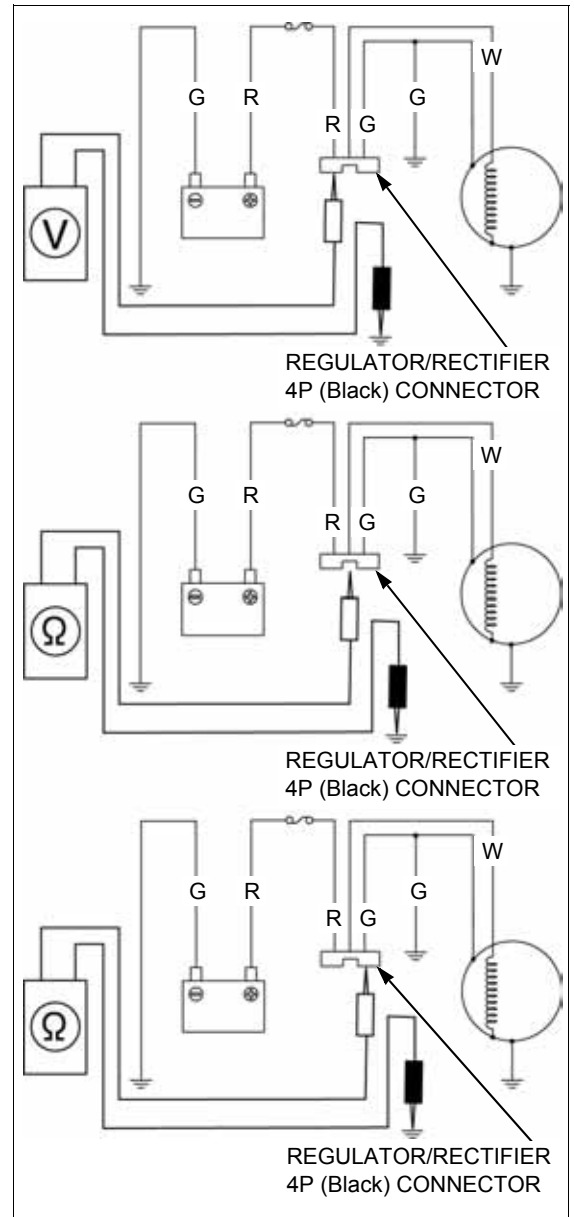 W
G R G
R G
V
REGULATOR/RECTIFIER
4P (Black) CONNECTOR
W
G R G
R G
Ω
REGULATOR/RECTIFIER
4P (Black) CONNECTOR
W
G R G
R G
Ω
REGULATOR/RECTIFIER
4P (Black) CONNECTOR